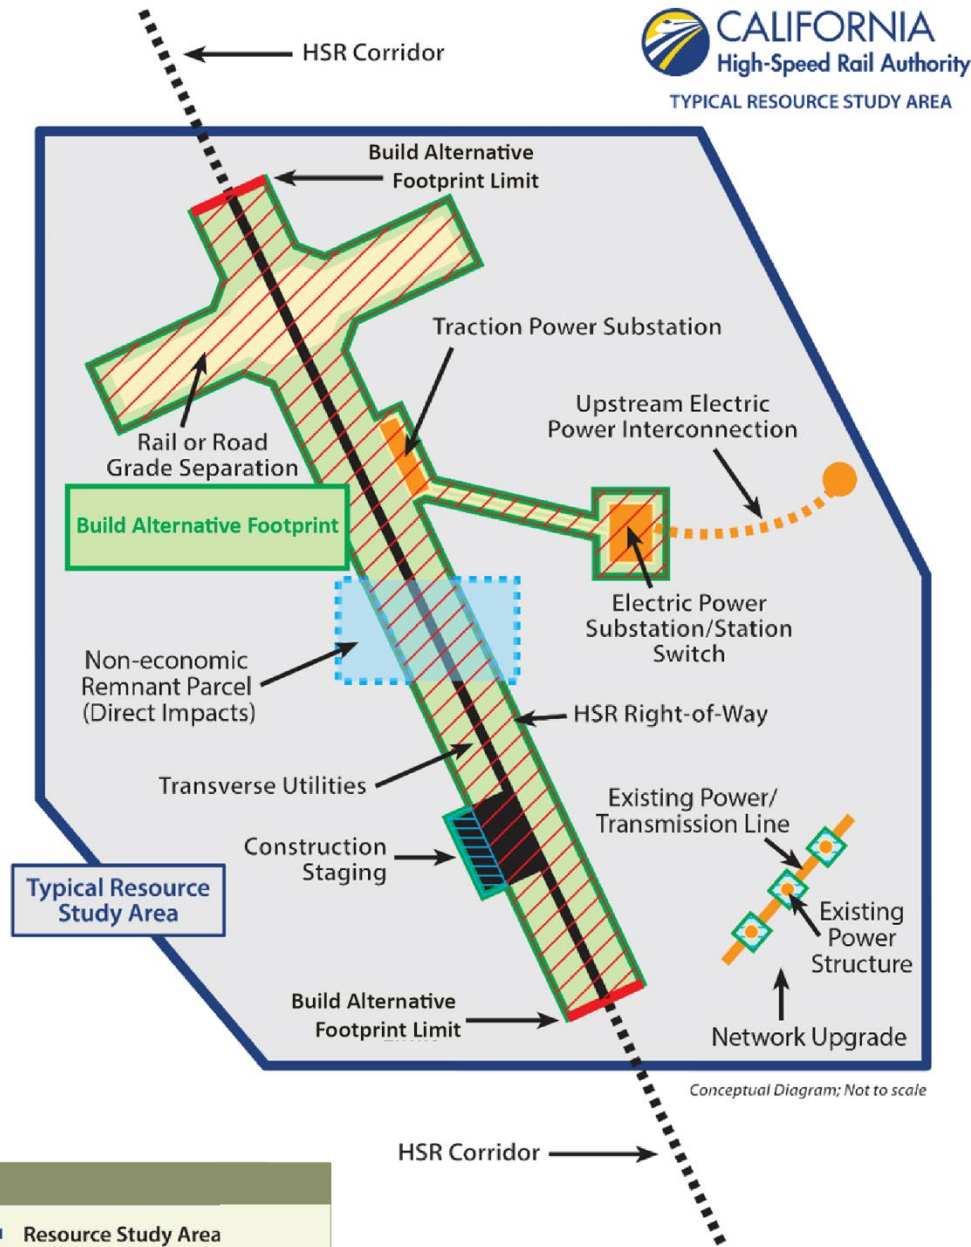 CALIFORNIA
High-Speed Rail Authority
TYPICAL RESOURCE STUDY AREA
HSR Corridor
Build Alternative
Footprint Limit
Traction Power Substation
Upstream Electric
Power Interconnection
Rail or Road
Grade Separation
Build Alternative Footprint
Electric Power
Substation/Station
Switch
Non-economic
Remnant Parcel
(Direct Impacts)
HSR Right-of-Way
Transverse Utilities
Existing Power/
Transmission Line
Construction
Staging
Typical Resource
Study Area
Existing
Power
Structure
Build Alternative
Footprint Limit
Network Upgrade
Conceptual Diagram; Not to scale
HSR Corridor
Resource Study Area